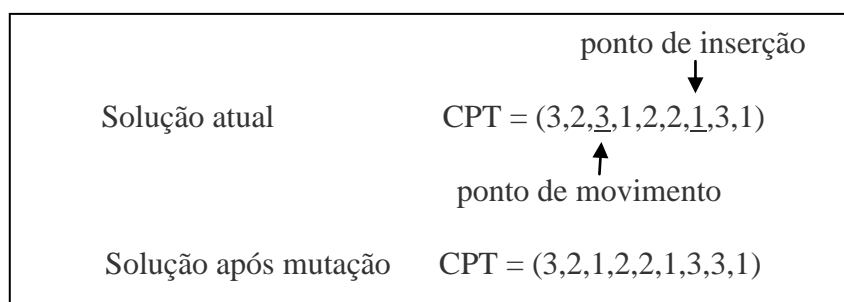 ponto de inserção
Solução atual CPT = (3,2,3,1,2,2,1,3,1)
ponto de movimento
Solução após mutação CPT = (3,2,1,2,2,1,3,3,1)